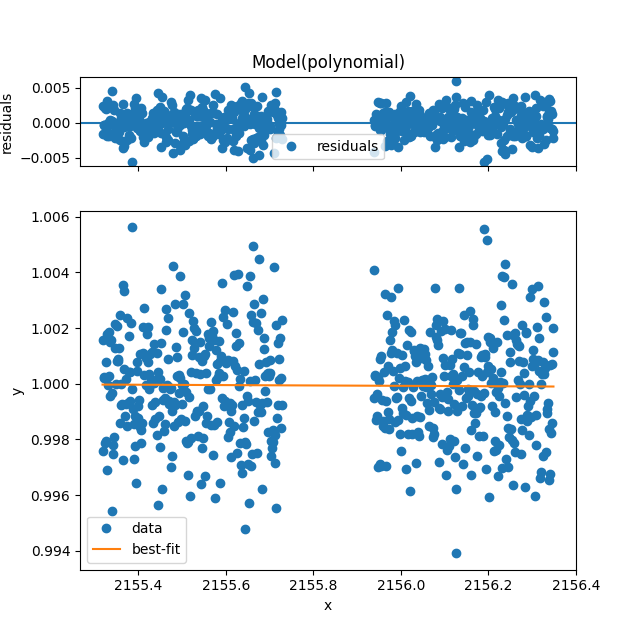 Model(polynomial)
residuals
0.005
0.000
−0.005
residuals
y
1.006
1.004
1.002
1.000
0.998
0.996
0.994
data
best-fit
2155.4 2155.6 2155.8 2156.0 2156.2 2156.4
x